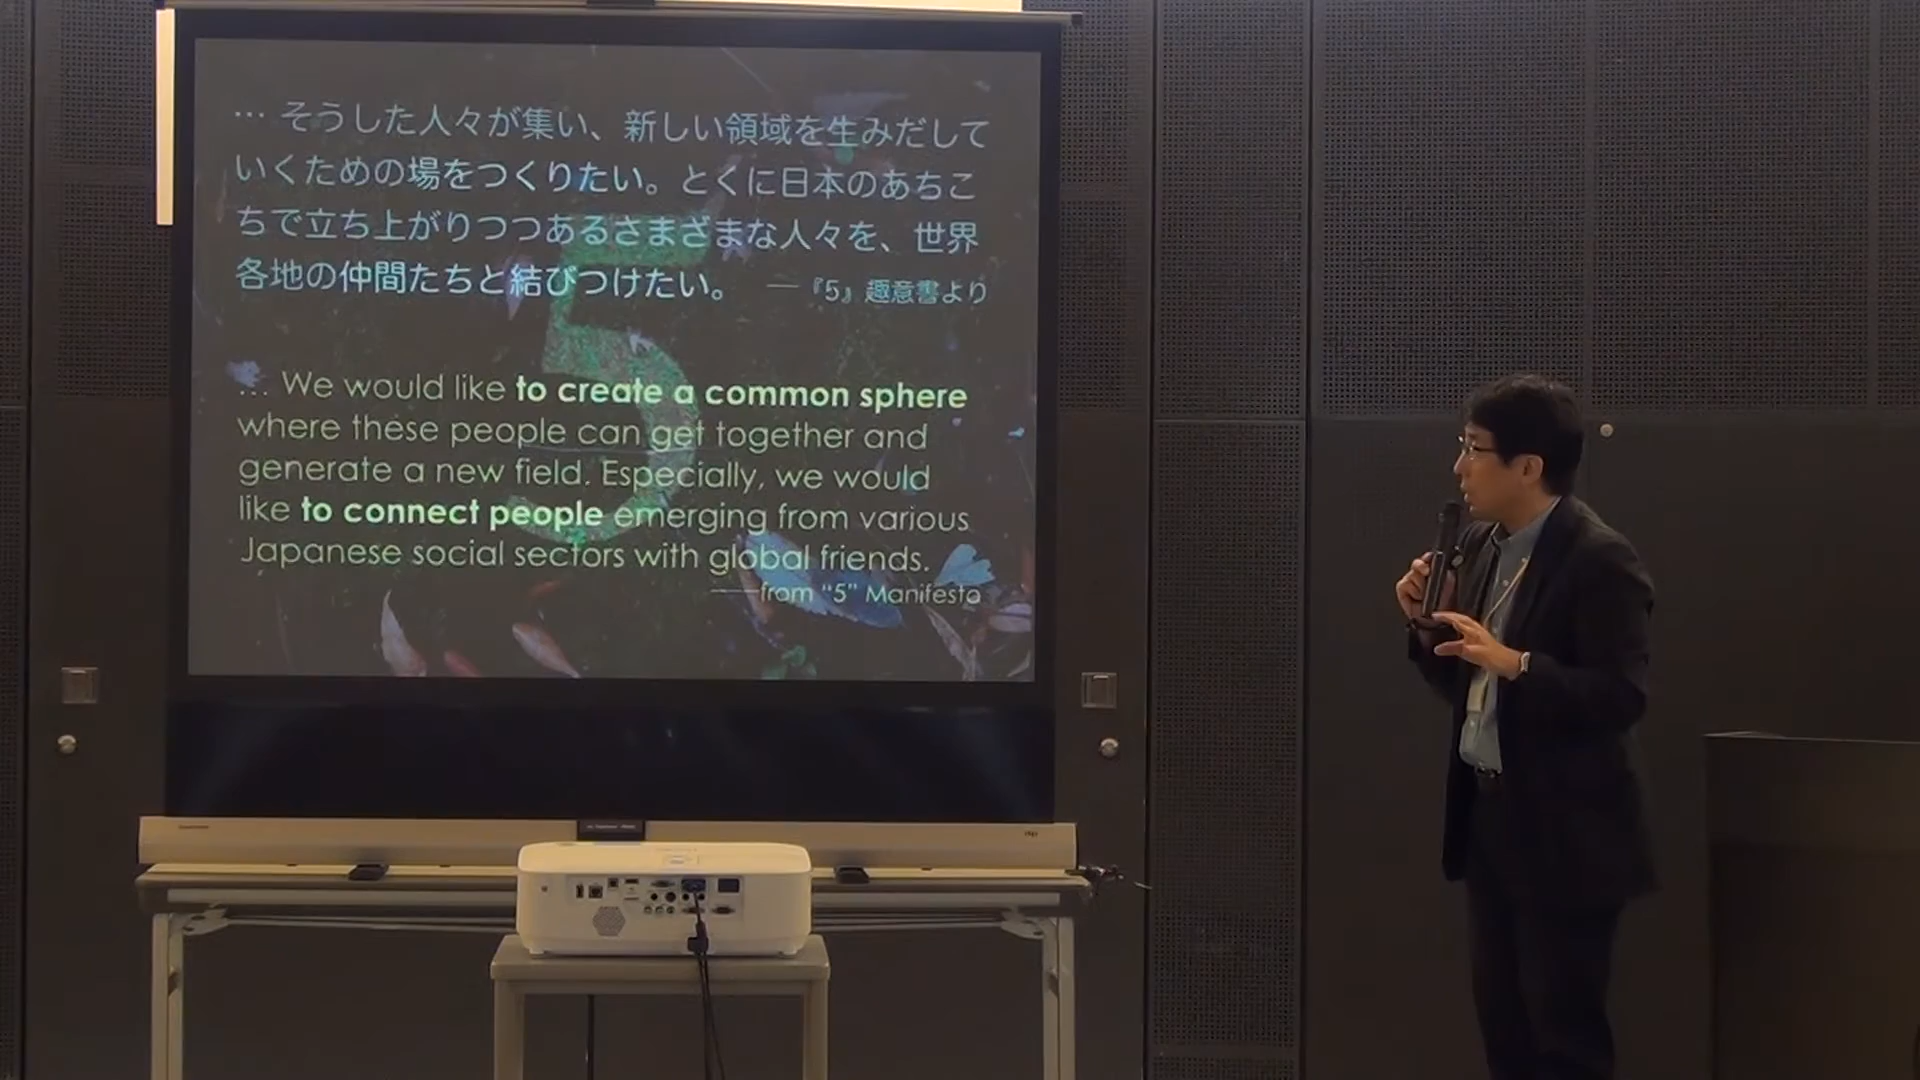 … そうした人々が集い、新しい領域を生みだして
いくための場をつくりたい。とくに日本のあちこ
ちで立ち上がりつつあるさまざまな人々を、世界
各地の仲間たちと結びつけたい。 ―『5』趣意書より
5
… We would like to create a common sphere
where these people can get together and
generate a new field. Especially, we would
like to connect people emerging from various
Japanese social sectors with global friends.
——from “5” Manifesto